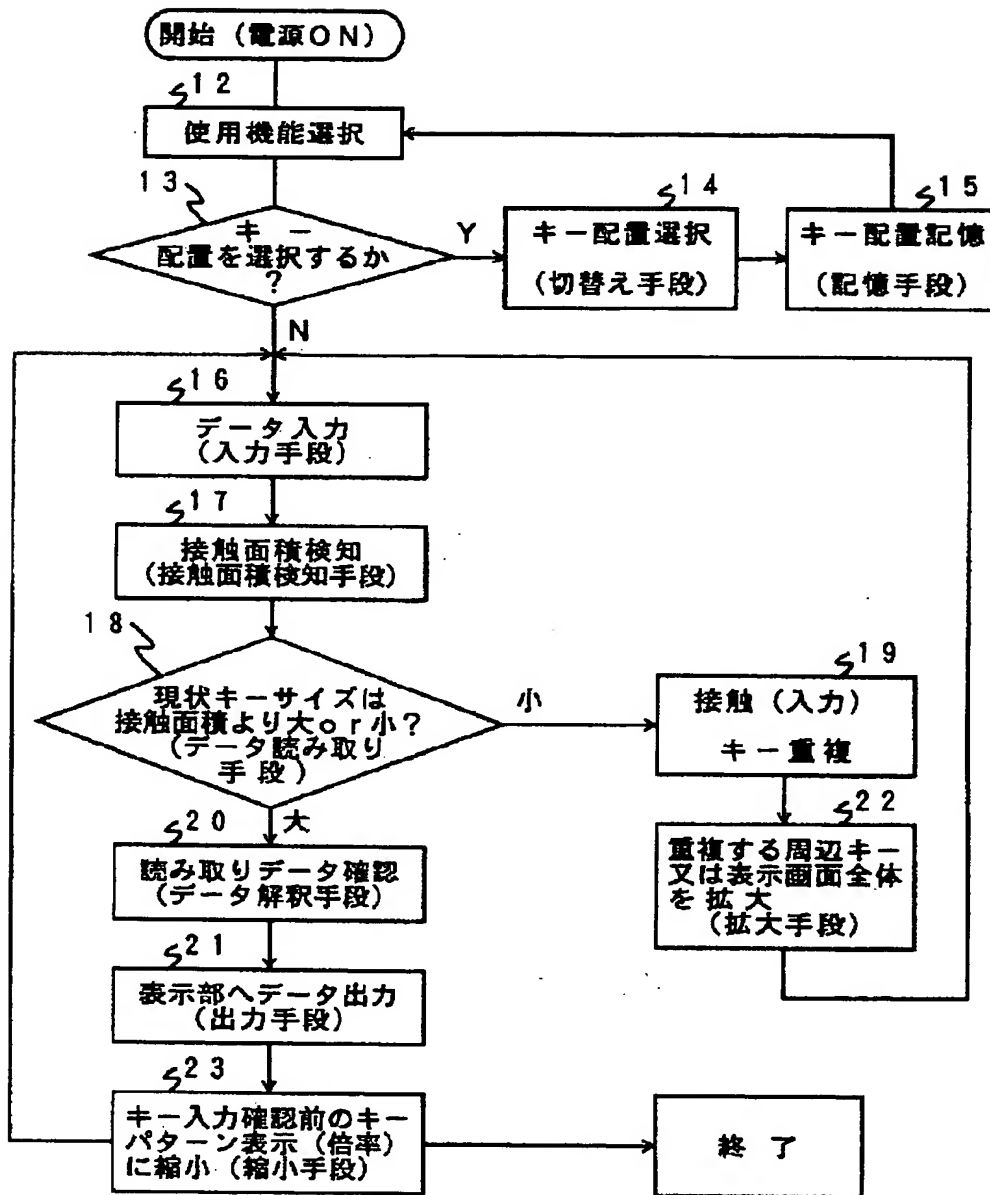 開始（電源ON）
12
使用機能選択
13
キー
配置を選択するか
？
Y
N
14
キー配置選択
（切替え手段）
15
キー配置記憶
（記憶手段）
16
データ入力
（入力手段）
17
接触面積検知
（接触面積検知手段）
18
現状キーサイズは
接触面積より大or小？
（データ読み取り
手段）
小
大
19
接触（入力）
キー重複
22
重複する周辺キー
又は表示画面全体
を拡大
（拡大手段）
20
読み取りデータ確認
（データ解釈手段）
21
表示部へデータ出力
（出力手段）
23
キー入力確認前のキー
パターン表示（倍率）
に縮小（縮小手段）
終了